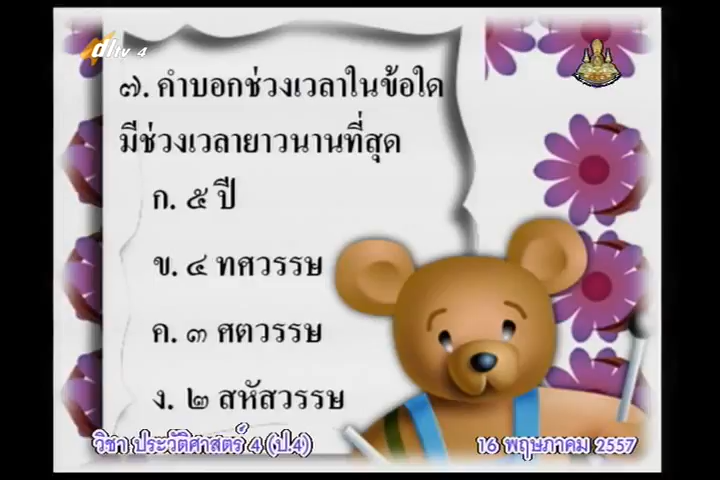 dltv 4
๗. คำบอกช่วงเวลาในข้อใด
มีช่วงเวลายาวนานที่สุด
ก. ๕ ปี
ข. ๔ ทศวรรษ
ค. ๓ ศตวรรษ
ง. ๒ สหัสวรรษ
วิชา ประวัติศาสตร์ 4 (ป.4)
16 พฤษภาคม 2557